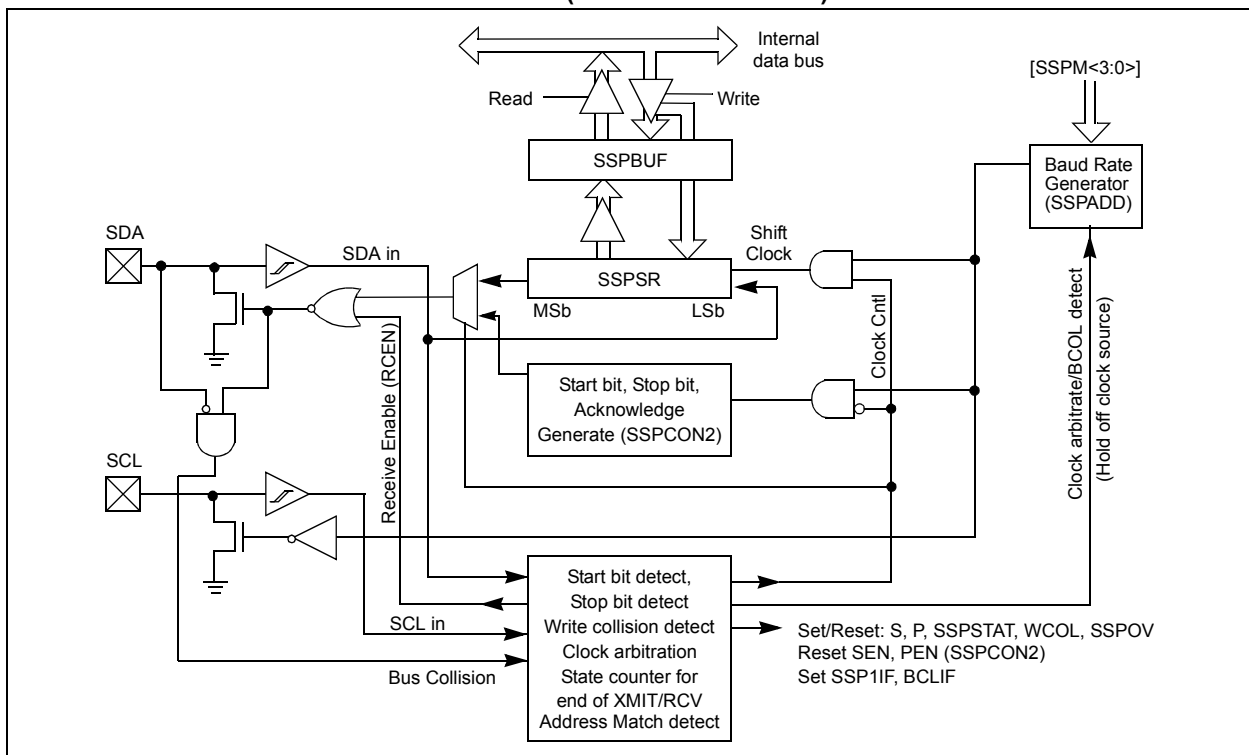 Internal
data bus
[SSPM<3:0>]
Read
Write
SSPBUF
Baud Rate
Generator
(SSPADD)
SDA
SDA in
Shift
Clock
SSPSR
MSb
LSb
Clock Cntl
Receive Enable (RCEN)
Start bit, Stop bit,
Acknowledge
Generate (SSPCON2)
Clock arbitrate/BCOL detect
(Hold off clock source)
SCL
SCL in
Bus Collision
Start bit detect,
Stop bit detect
Write collision detect
Clock arbitration
State counter for
end of XMIT/RCV
Address Match detect
Set/Reset: S, P, SSPSTAT, WCOL, SSPOV
Reset SEN, PEN (SSPCON2)
Set SSP1IF, BCLIF